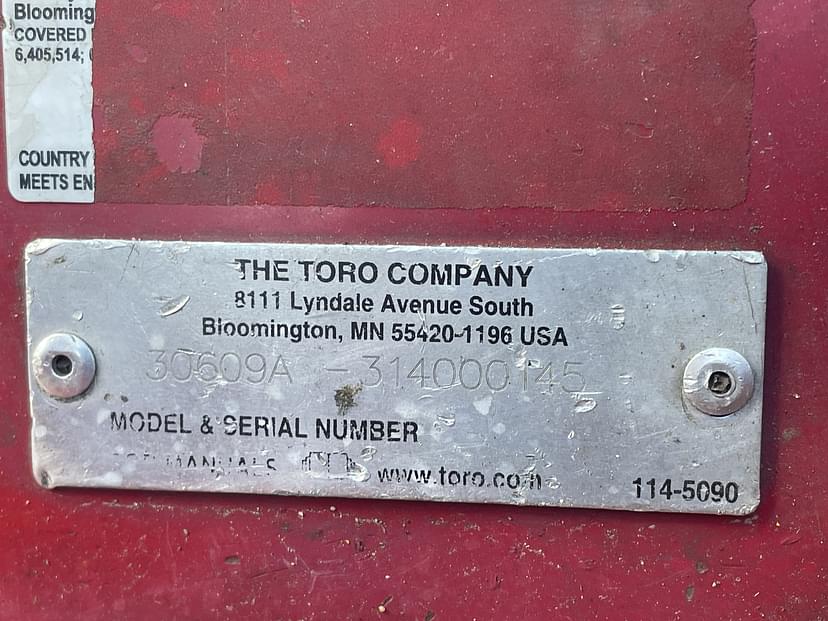 Blooming
COVERED
6,405,514;
COUNTRY
MEETS EN
THE TORO COMPANY
8111 Lyndale Avenue South
Bloomington, MN 55420-1196 USA
30609A - 314000145
MODEL & SERIAL NUMBER
MANUALS www.toro.com
114-5090